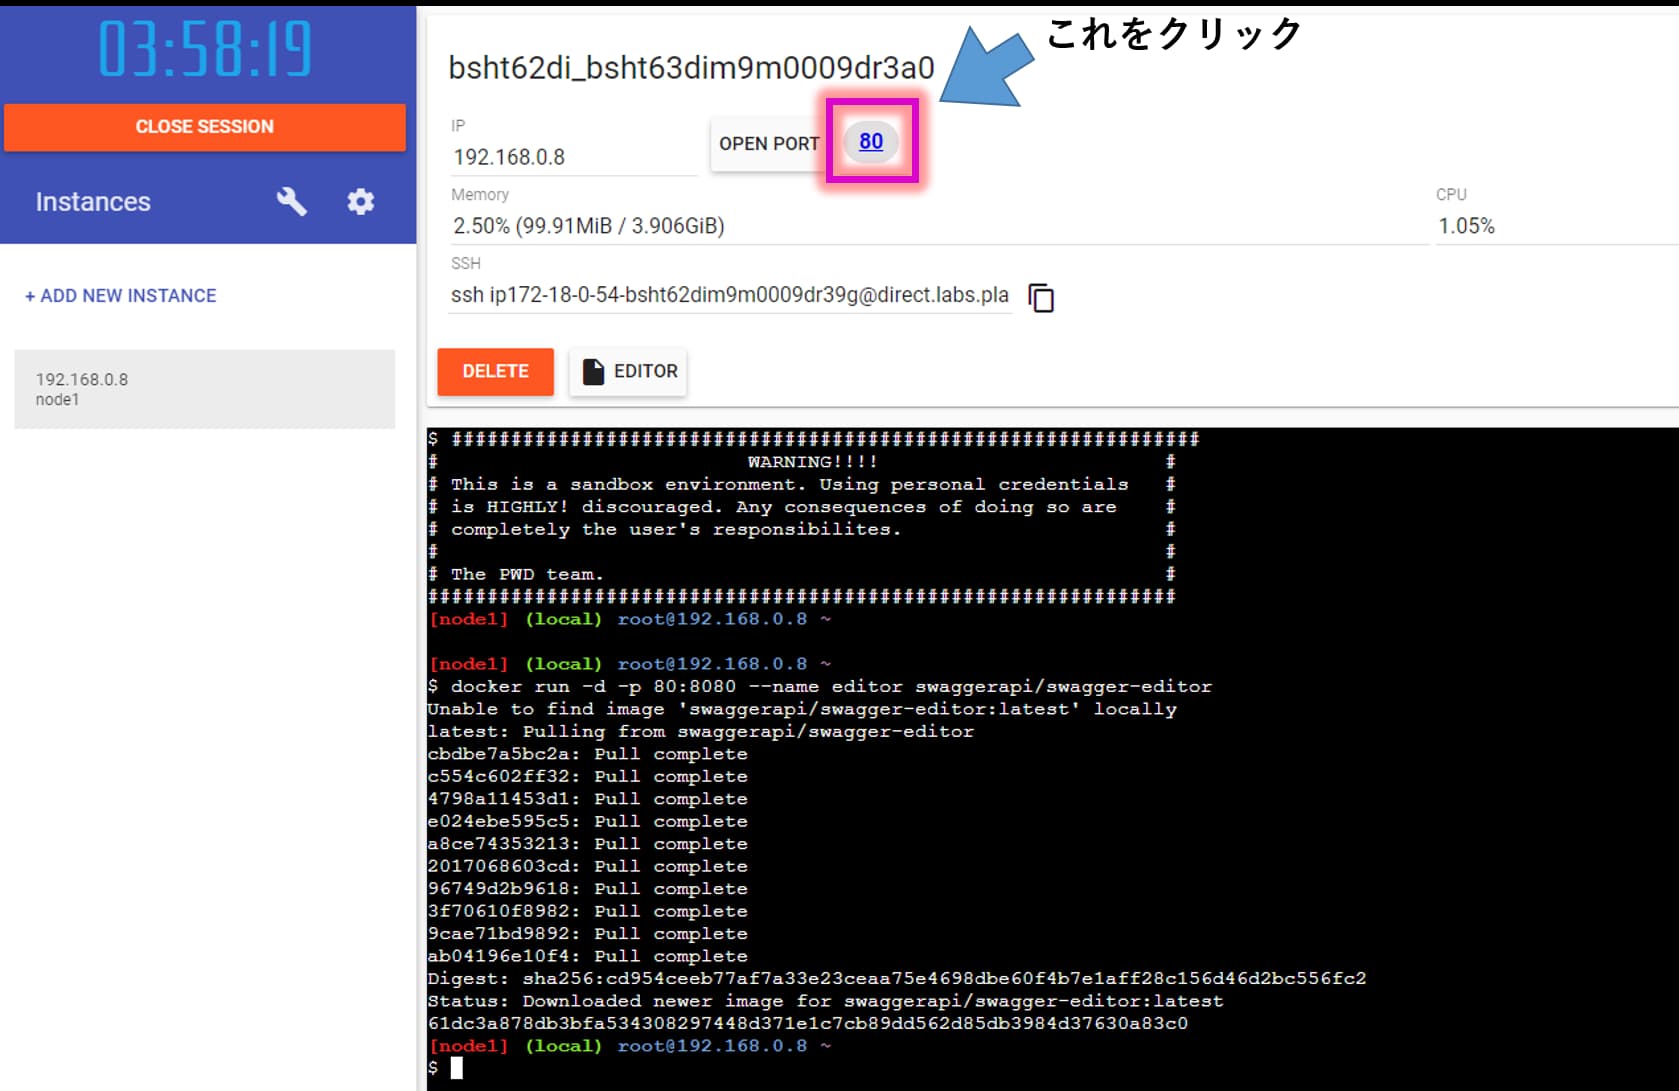 03:58:19
CLOSE SESSION
Instances
+ ADD NEW INSTANCE
192.168.0.8
node1
これをクリック
bsht62di_bsht63dim9m0009dr3a0
IP
192.168.0.8
OPEN PORT
80
Memory
2.50% (99.91MiB / 3.906GiB)
CPU
1.05%
SSH
ssh ip172-18-0-54-bsht62dim9m0009dr39g@direct.labs.pla
DELETE
EDITOR
$ ###############################################################
# WARNING!!!! #
# This is a sandbox environment. Using personal credentials #
# is HIGHLY! discouraged. Any consequences of doing so are #
# completely the user's responsibilites. #
# #
# The PWD team. #
###############################################################
[node1] (local) root@192.168.0.8 ~
[node1] (local) root@192.168.0.8 ~
$ docker run -d -p 80:8080 --name editor swaggerapi/swagger-editor
Unable to find image 'swaggerapi/swagger-editor:latest' locally
latest: Pulling from swaggerapi/swagger-editor
cbdbe7a5bc2a: Pull complete
c554c602ff32: Pull complete
4798a11453d1: Pull complete
e024ebe595c5: Pull complete
a8ce74353213: Pull complete
2017068603cd: Pull complete
96749d2b9618: Pull complete
3f70610f8982: Pull complete
9cae71bd9892: Pull complete
ab04196e10f4: Pull complete
Digest: sha256:cd954ceeb77af7a33e23ceaa75e4698dbe60f4b7e1aff28c156d46d2bc556fc2
Status: Downloaded newer image for swaggerapi/swagger-editor:latest
61dc3a878db3bfa534308297448d371e1c7cb89dd562d85db3984d37630a83c0
[node1] (local) root@192.168.0.8 ~
$